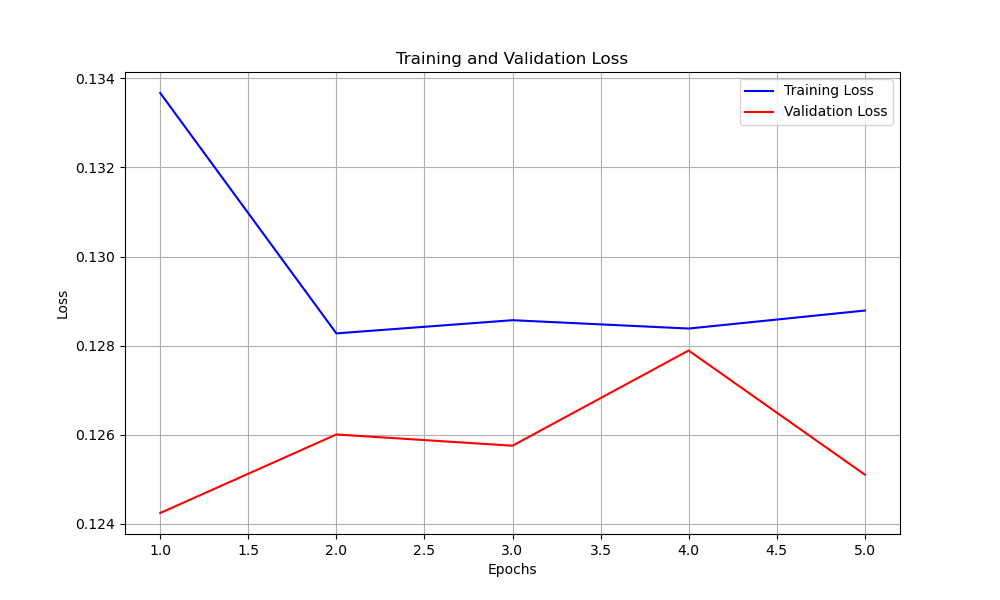 Training and Validation Loss
Training Loss
Validation Loss
0.134
0.132
0.130
0.128
0.126
0.124
Loss
1.0 1.5 2.0 2.5 3.0 3.5 4.0 4.5 5.0
Epochs